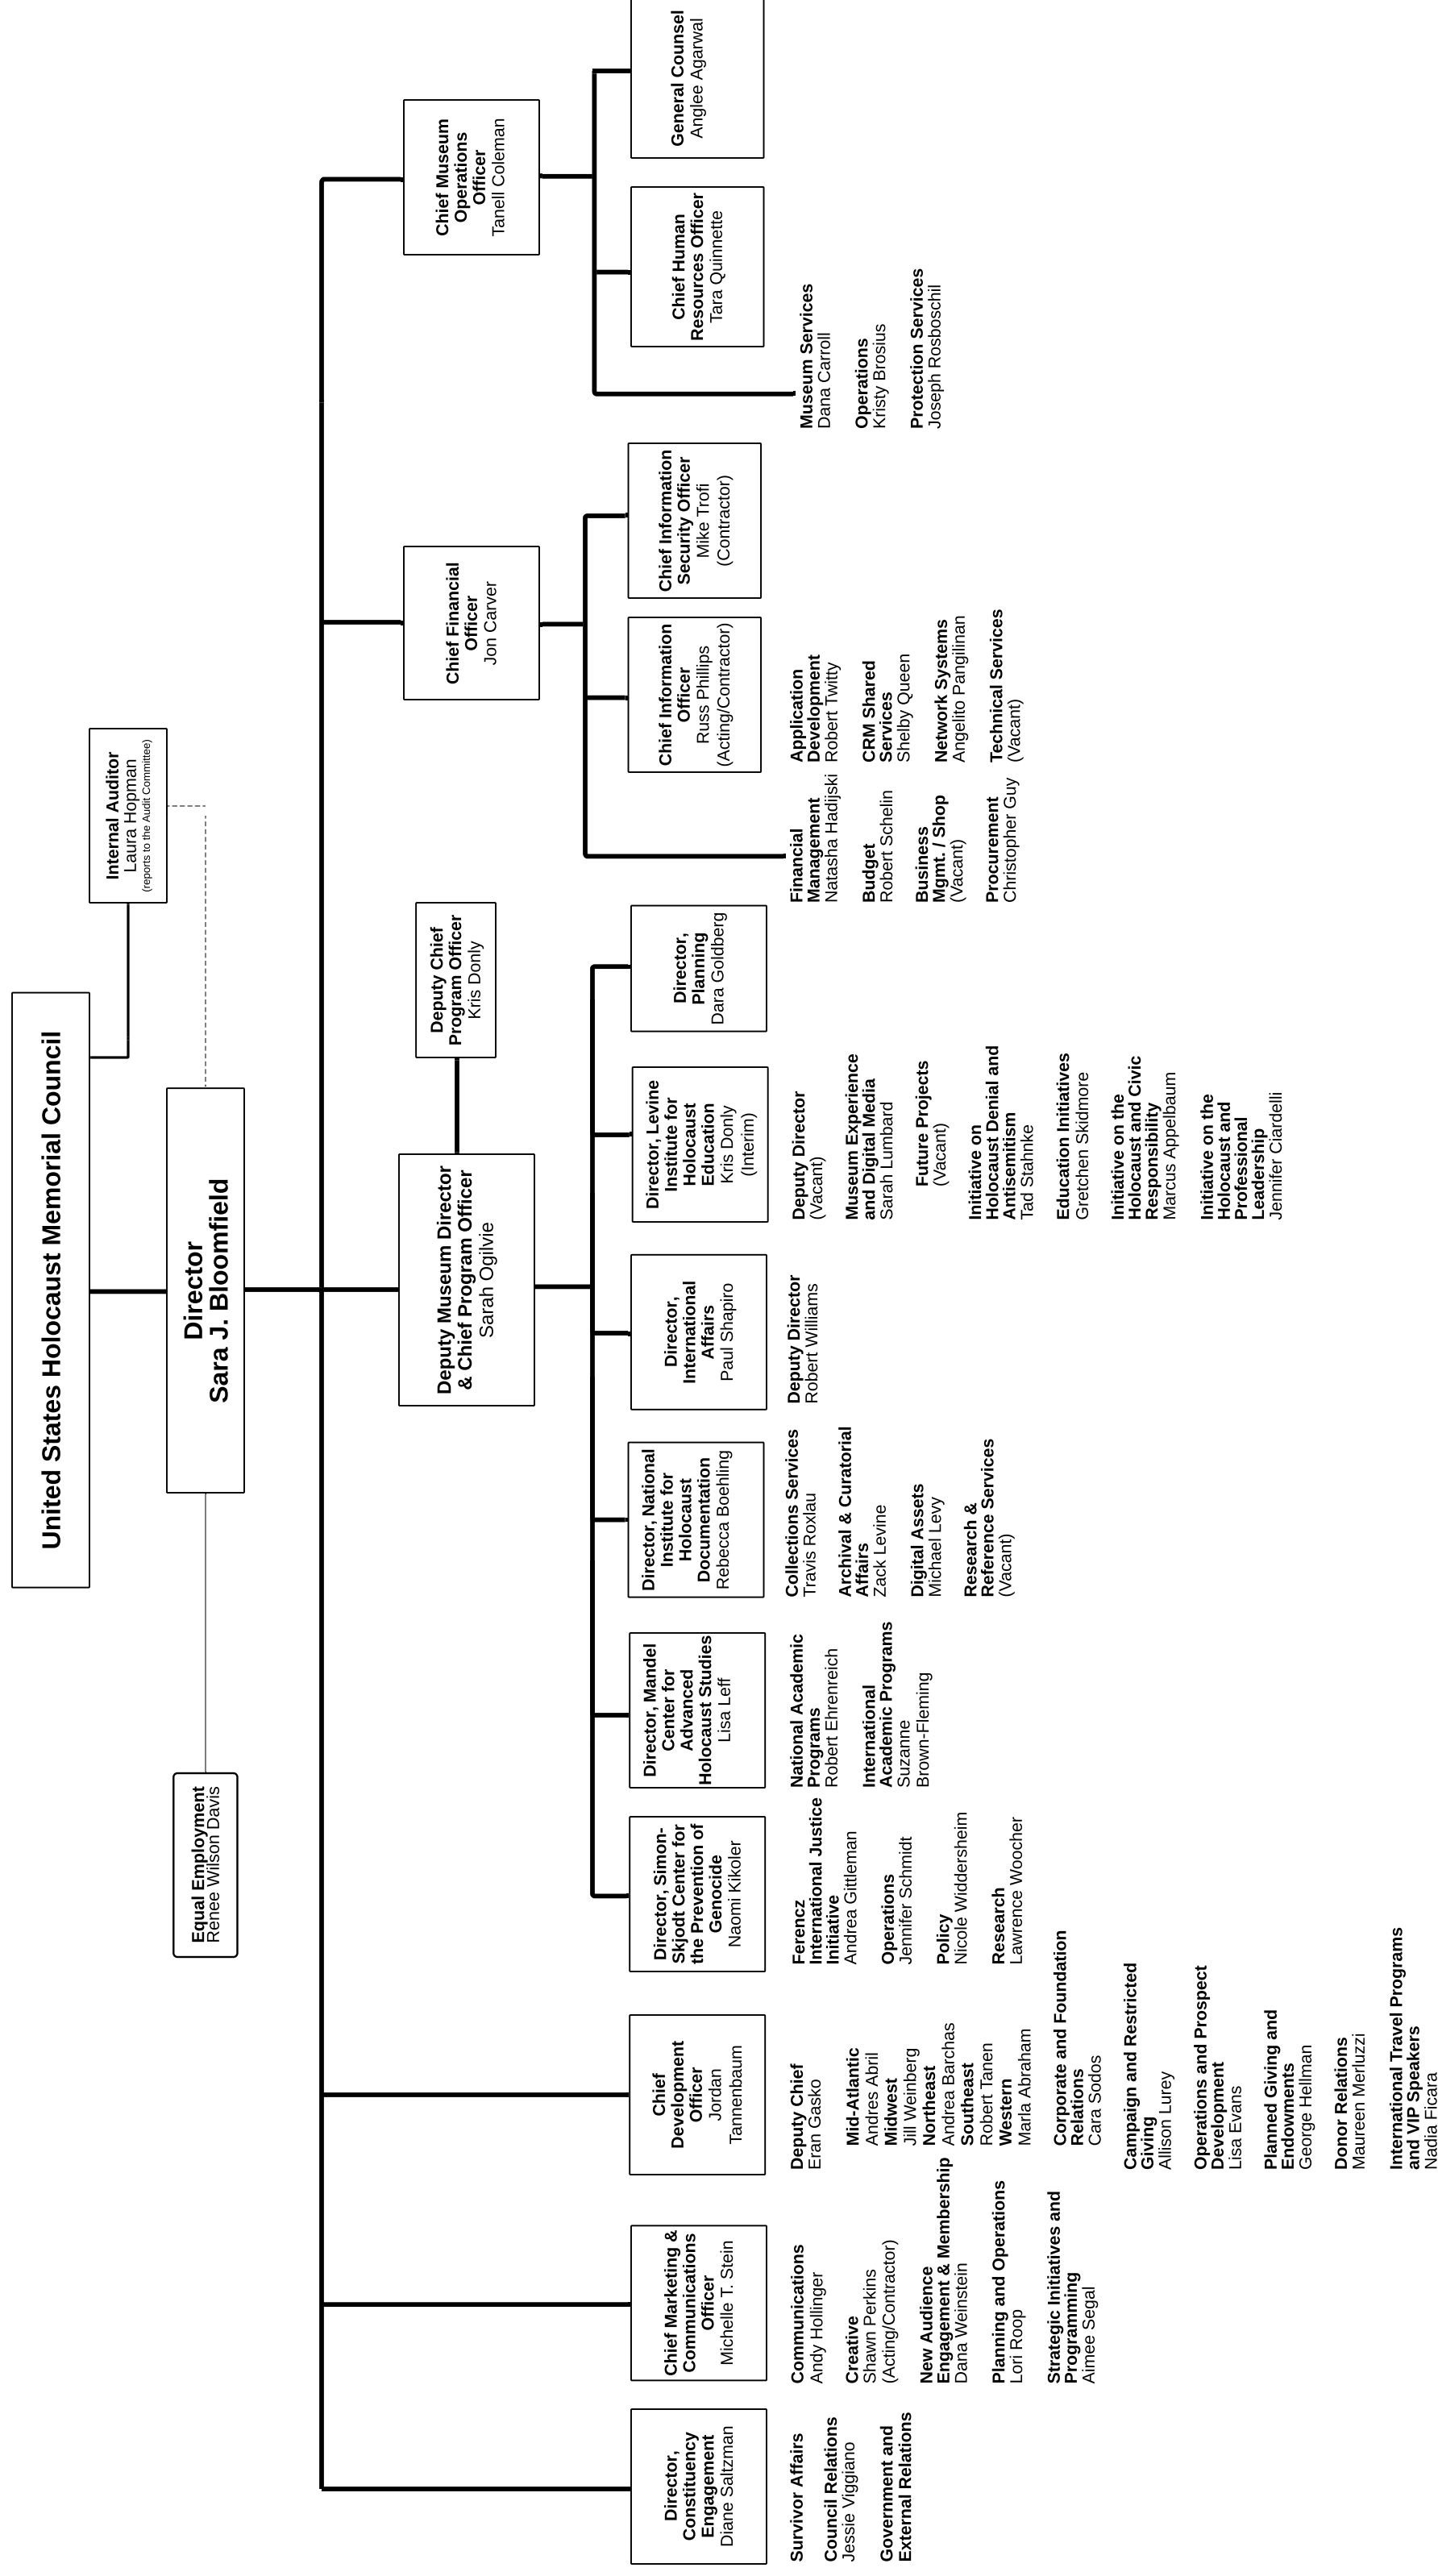 United States Holocaust Memorial Council
Internal Auditor
Laura Hopman
(reports to the Audit Committee)
Director
Sara J. Bloomfield
Equal Employment
Renee Wilson Davis
Deputy Museum Director
& Chief Program Officer
Sarah Ogilvie
Deputy Chief
Program Officer
Kris Donly
Chief Financial
Officer
Jon Carver
Chief Museum
Operations
Officer
Tanell Coleman
Director,
Constituency
Engagement
Diane Saltzman
Survivor Affairs
Council Relations
Jessie Viggiano
Government and
External Relations
Chief Marketing &
Communications
Officer
Michelle T. Stein
Communications
Andy Hollinger
Creative
Shawn Perkins
(Acting/Contractor)
New Audience
Engagement & Membership
Dana Weinstein
Planning and Operations
Lori Roop
Strategic Initiatives and
Programming
Aimee Segal
Chief
Development
Officer
Jordan
Tannenbaum
Deputy Chief
Eran Gasko
Mid-Atlantic
Andres Abril
Midwest
Jill Weinberg
Northeast
Andrea Barchas
Southeast
Robert Tanen
Western
Marla Abraham
Corporate and Foundation
Relations
Cara Sodos
Campaign and Restricted
Giving
Allison Lurey
Operations and Prospect
Development
Lisa Evans
Planned Giving and
Endowments
George Hellman
Donor Relations
Maureen Merluzzi
International Travel Programs
and VIP Speakers
Nadia Ficara
Director, Simon-
Skjodt Center for
the Prevention of
Genocide
Naomi Kikoler
Ferencz
International Justice
Initiative
Andrea Gittleman
Operations
Jennifer Schmidt
Policy
Nicole Widdersheim
Research
Lawrence Woocher
Director, Mandel
Center for
Advanced
Holocaust Studies
Lisa Leff
National Academic
Programs
Robert Ehrenreich
International
Academic Programs
Suzanne
Brown-Fleming
Director, National
Institute for
Holocaust
Documentation
Rebecca Boehling
Collections Services
Travis Roxlau
Archival & Curatorial
Affairs
Zack Levine
Digital Assets
Michael Levy
Research &
Reference Services
(Vacant)
Director,
International
Affairs
Paul Shapiro
Deputy Director
Robert Williams
Director, Levine
Institute for
Holocaust
Education
Kris Donly
(Interim)
Deputy Director
(Vacant)
Museum Experience
and Digital Media
Sarah Lumbard
Future Projects
(Vacant)
Initiative on
Holocaust Denial and
Antisemitism
Tad Stahnke
Education Initiatives
Gretchen Skidmore
Initiative on the
Holocaust and Civic
Responsibility
Marcus Appelbaum
Initiative on the
Holocaust and
Professional
Leadership
Jennifer Ciardelli
Director,
Planning
Dara Goldberg
Financial
Management
Natasha Hadijski
Budget
Robert Schelin
Business
Mgmt. / Shop
(Vacant)
Procurement
Christopher Guy
Chief Information
Officer
Russ Phillips
(Acting/Contractor)
Application
Development
Robert Twitty
CRM Shared
Services
Shelby Queen
Network Systems
Angelito Pangilinan
Technical Services
(Vacant)
Chief Information
Security Officer
Mike Trofi
(Contractor)
Museum Services
Dana Carroll
Operations
Kristy Brosius
Protection Services
Joseph Rosboschil
Chief Human
Resources Officer
Tara Quinnette
General Counsel
Anglee Agarwal